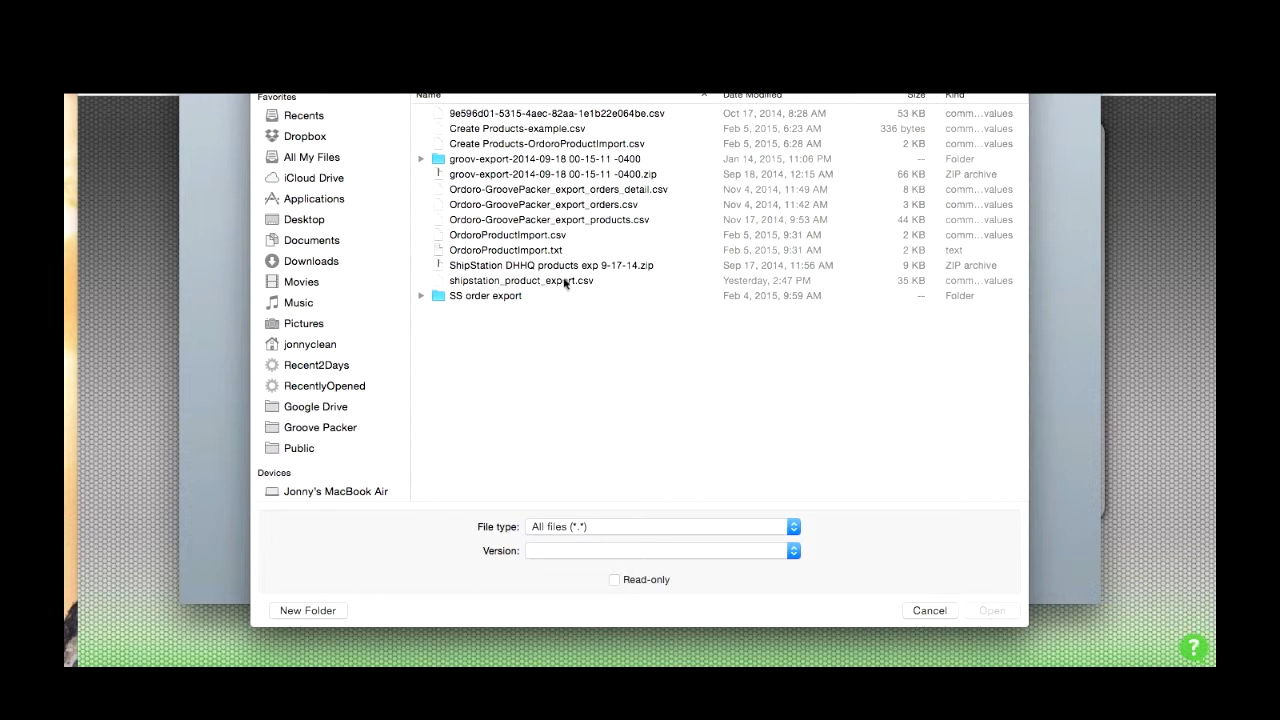 Favorites
Name Date Modified Size Kind
Recents
Dropbox
All My Files
iCloud Drive
Applications
Desktop
Documents
Downloads
Movies
Music
Pictures
jonnyclean
Recent2Days
RecentlyOpened
Google Drive
Groove Packer
Public
Devices
Jonny's MacBook Air
9e596d01-5315-4aec-82aa-1e1b22e064be.csv Oct 17, 2014, 8:28 AM 53 KB comm...values
Create Products-example.csv Feb 5, 2015, 6:23 AM 336 bytes comm...values
Create Products-OrdoroProductImport.csv Feb 5, 2015, 6:28 AM 2 KB comm...values
groov-export-2014-09-18 00-15-11 -0400 Jan 14, 2015, 11:06 PM -- Folder
groov-export-2014-09-18 00-15-11 -0400.zip Sep 18, 2014, 12:15 AM 66 KB ZIP archive
Ordoro-GroovePacker_export_orders_detail.csv Nov 4, 2014, 11:49 AM 8 KB comm...values
Ordoro-GroovePacker_export_orders.csv Nov 4, 2014, 11:42 AM 3 KB comm...values
Ordoro-GroovePacker_export_products.csv Nov 17, 2014, 9:53 AM 44 KB comm...values
OrdoroProductImport.csv Feb 5, 2015, 9:31 AM 2 KB comm...values
OrdoroProductImport.txt Feb 5, 2015, 9:31 AM 2 KB text
ShipStation DHHQ products exp 9-17-14.zip Sep 17, 2014, 11:56 AM 9 KB ZIP archive
shipstation_product_export.csv Yesterday, 2:47 PM 35 KB comm...values
SS order export Feb 4, 2015, 9:59 AM -- Folder
File type: All files (*.*)
Version:
Read-only
New Folder Cancel Open
?